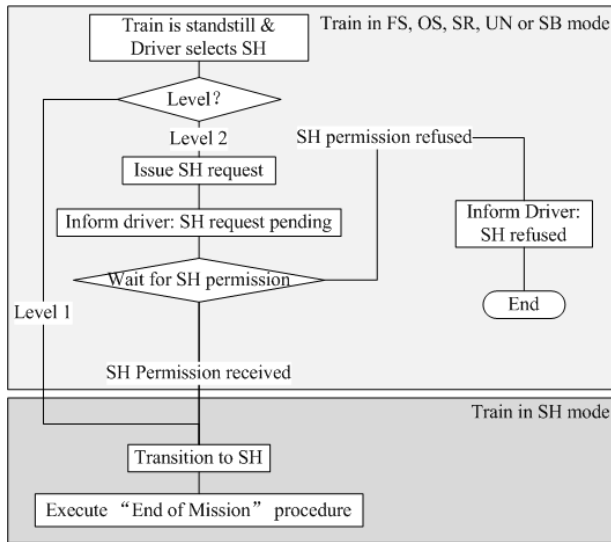 Train in FS, OS, SR, UN or SB mode
Train is standstill &
Driver selects SH
Level?
Level 2
SH permission refused
Issue SH request
Inform driver: SH request pending
Inform Driver:
SH refused
Wait for SH permission
End
Level 1
SH Permission received
Train in SH mode
Transition to SH
Execute “End of Mission” procedure